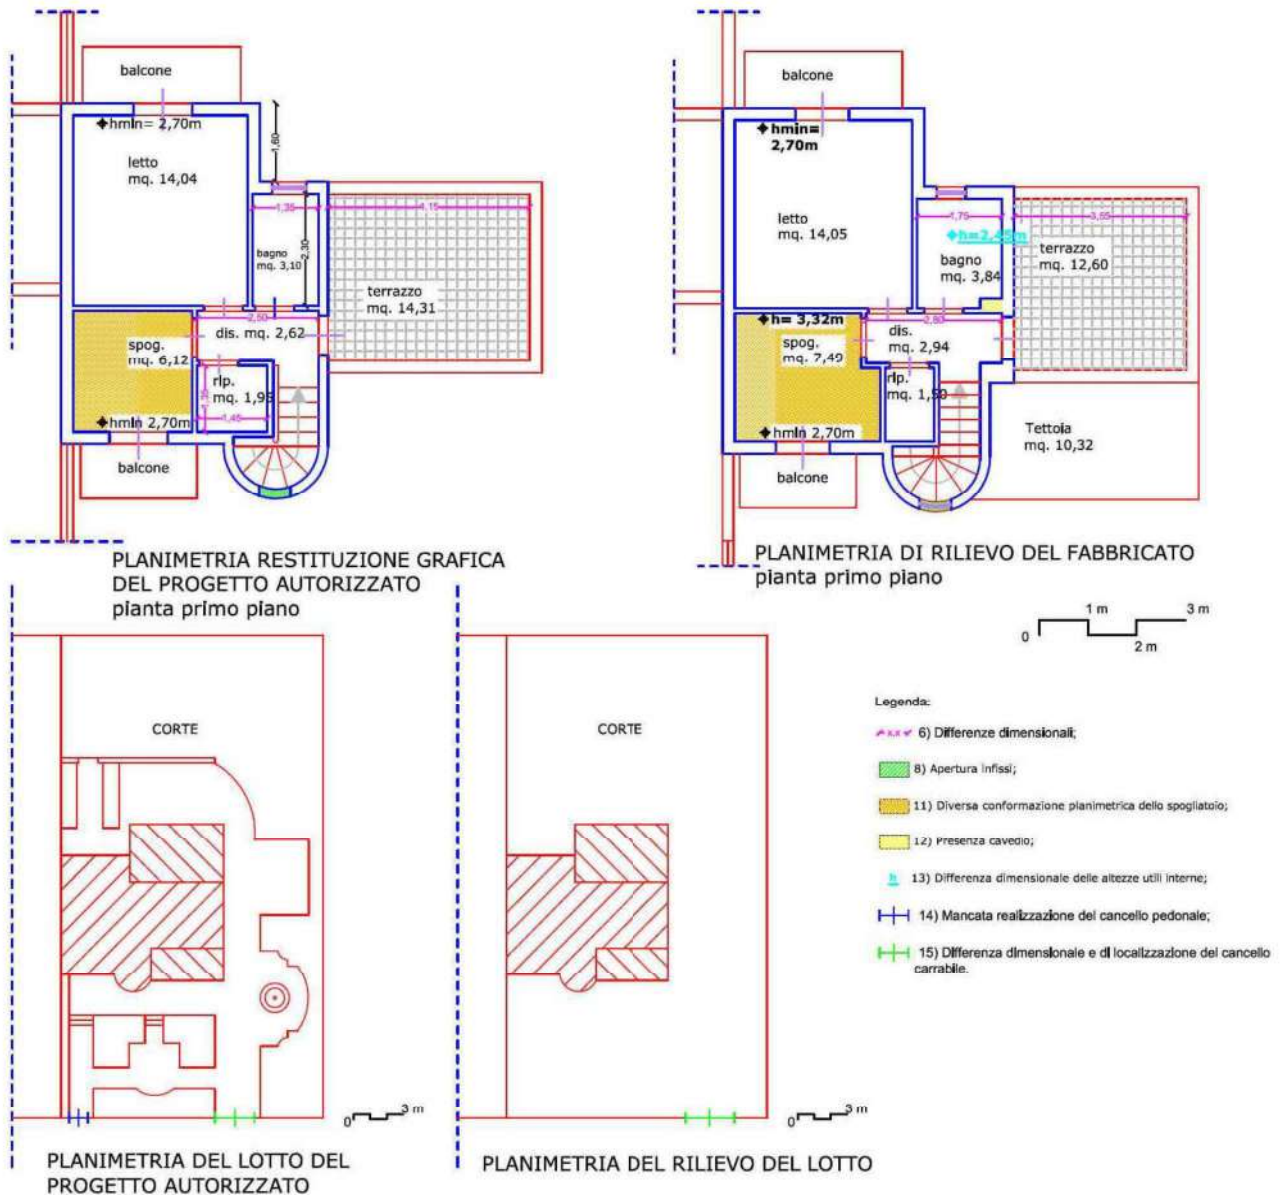 balcone
hmin= 2,70m
letto
mq. 14,04
1,60
1,35
2,30
bagno
mq. 3,10
4,15
terrazzo
mq. 14,31
2,50
dis. mq. 2,62
spog.
mq. 6,12
rip.
mq. 1,95
1,35
1,45
hmin 2,70m
balcone
PLANIMETRIA RESTITUZIONE GRAFICA
DEL PROGETTO AUTORIZZATO
pianta primo piano
balcone
hmin=
2,70m
letto
mq. 14,05
1,75
3,55
h=2,45m
bagno
mq. 3,84
terrazzo
mq. 12,60
h= 3,32m
2,80
dis.
mq. 2,94
spog.
mq. 7,49
rip.
mq. 1,50
hmin 2,70m
Tettoia
mq. 10,32
balcone
PLANIMETRIA DI RILIEVO DEL FABBRICATO
pianta primo piano
0 1 m 2 m 3 m
CORTE
0 3 m
PLANIMETRIA DEL LOTTO DEL
PROGETTO AUTORIZZATO
CORTE
0 3 m
PLANIMETRIA DEL RILIEVO DEL LOTTO
Legenda:
x,x 6) Differenze dimensionali;
8) Apertura infissi;
11) Diversa conformazione planimetrica dello spogliatoio;
12) Presenza cavedio;
h 13) Differenza dimensionale delle altezze utili interne;
14) Mancata realizzazione del cancello pedonale;
15) Differenza dimensionale e di localizzazione del cancello
carrabile.